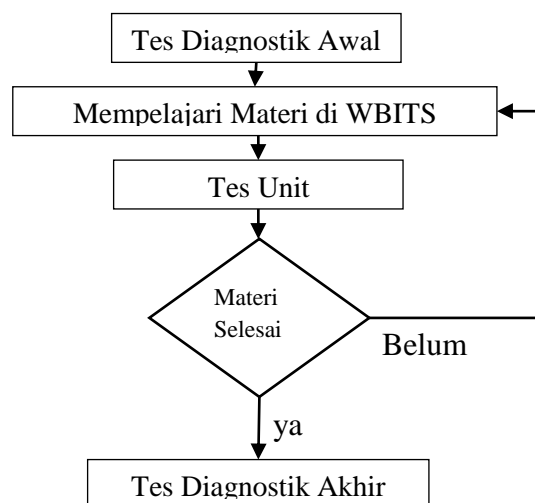 Tes Diagnostik Awal
Mempelajari Materi di WBITS
Tes Unit
Materi
Selesai
Belum
ya
Tes Diagnostik Akhir